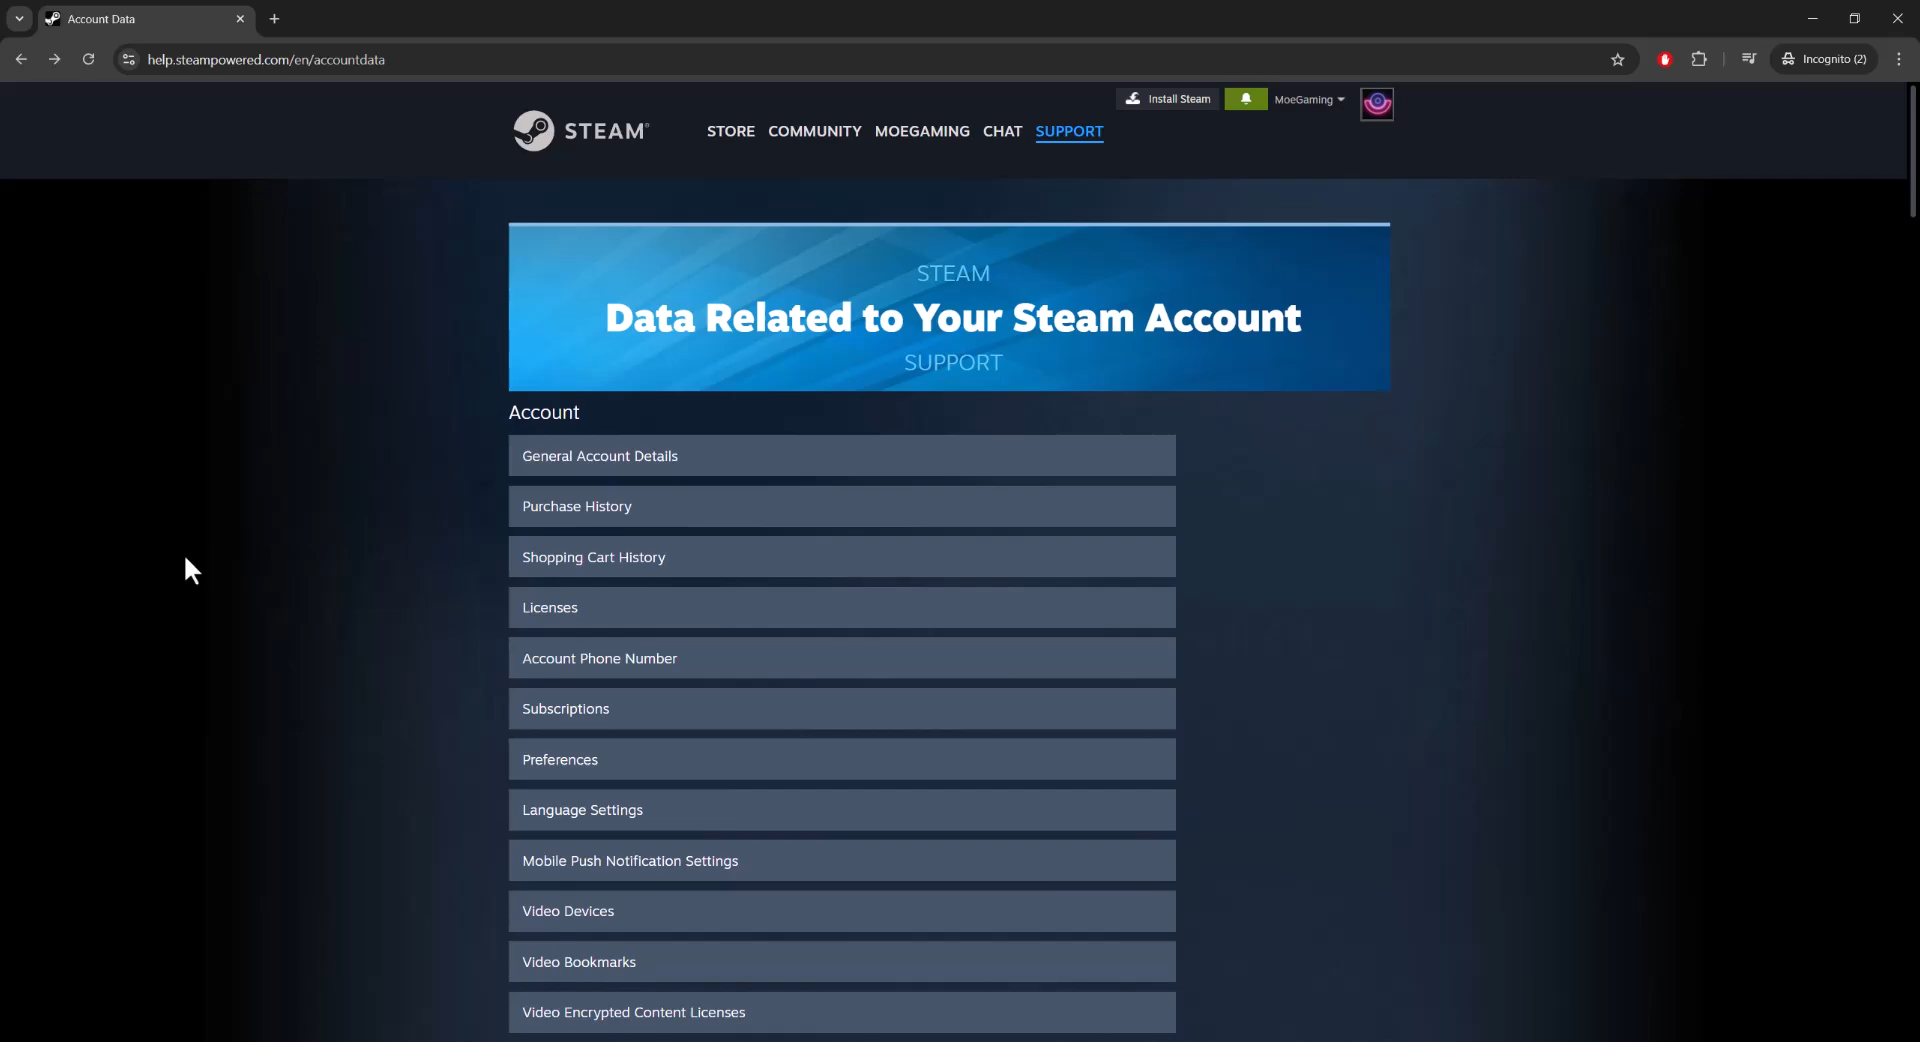 Account Data
help.steampowered.com/en/accountdata
Incognito (2)
Install Steam
MoeGaming
STEAM®
STORE COMMUNITY MOEGAMING CHAT SUPPORT
STEAM
Data Related to Your Steam Account
SUPPORT
Account
General Account Details
Purchase History
Shopping Cart History
Licenses
Account Phone Number
Subscriptions
Preferences
Language Settings
Mobile Push Notification Settings
Video Devices
Video Bookmarks
Video Encrypted Content Licenses